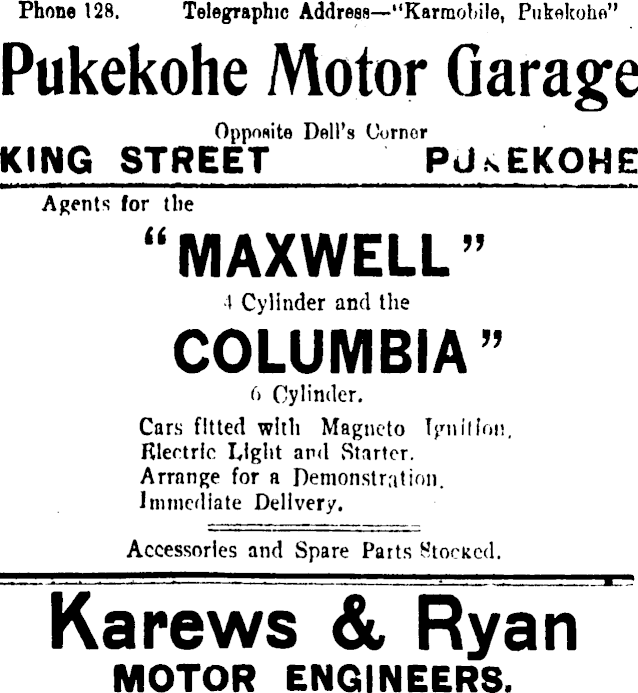 Phone 128. Telegraphic Address—"Karmobile, Pukekohe"
Pukekohe Motor Garage
Opposite Dell's Corner
KING STREET PUKEKOHE
Agents for the
"MAXWELL"
4 Cylinder and the
COLUMBIA"
6 Cylinder.
Cars fitted with Magneto Ignition.
Electric Light and Starter.
Arrange for a Demonstration.
Immediate Delivery.
Accessories and Spare Parts Stocked.
Karews & Ryan
MOTOR ENGINEERS.